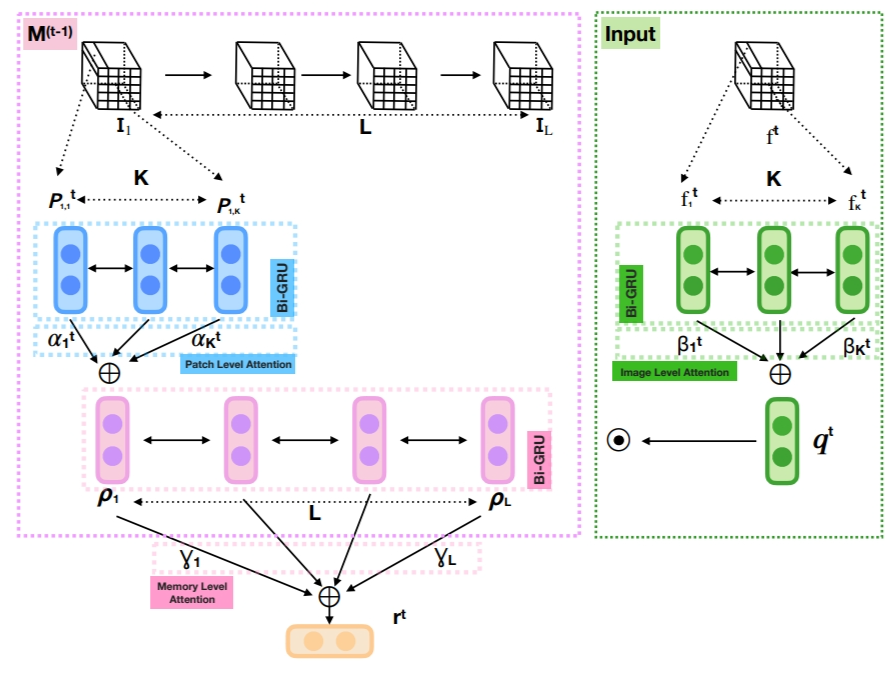 M(t-1)
I1
L
IL
K
P1,1t
P1,Kt
Bi-GRU
α1t
αKt
Patch Level Attention
Bi-GRU
ρ1
L
ρL
γ1
γL
Memory Level
Attention
rt
Input
ft
K
f1t
fKt
Bi-GRU
β1t
βKt
Image Level Attention
qt